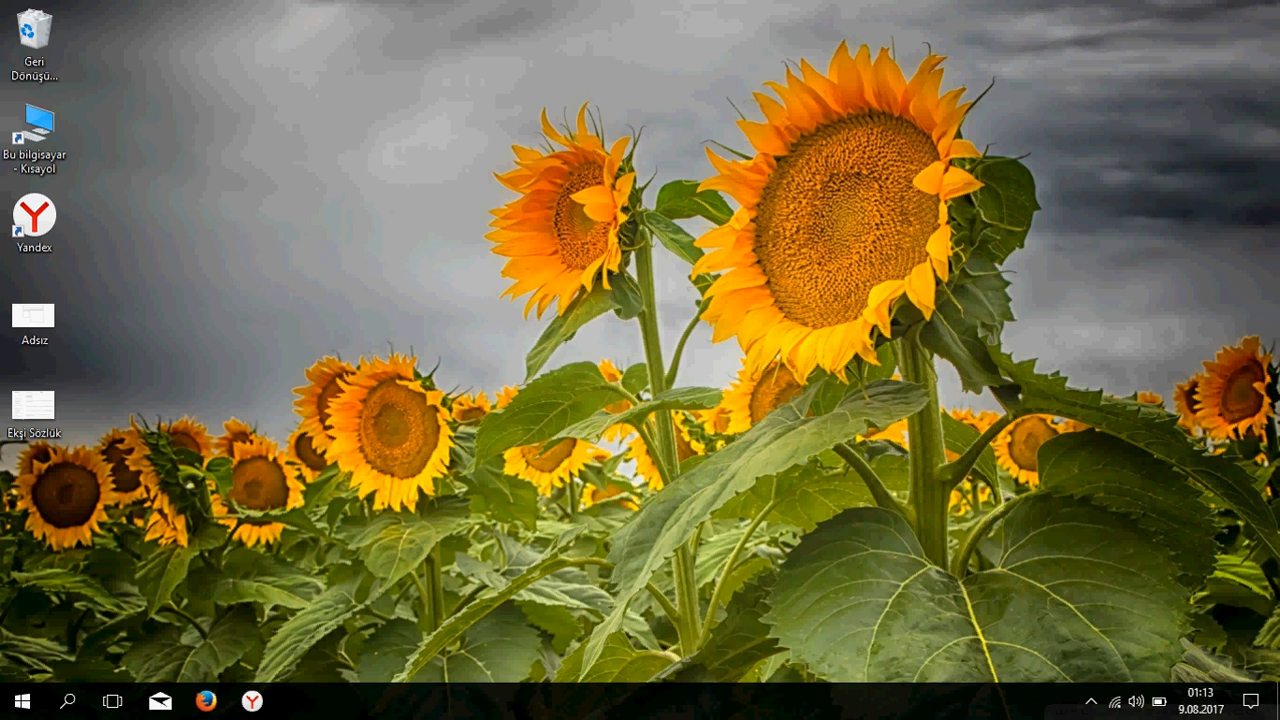 Geri
Dönüşü...
Bu bilgisayar
- Kısayol
Yandex
Adsız
Ekşi Sözlük
01:13
9.08.2017